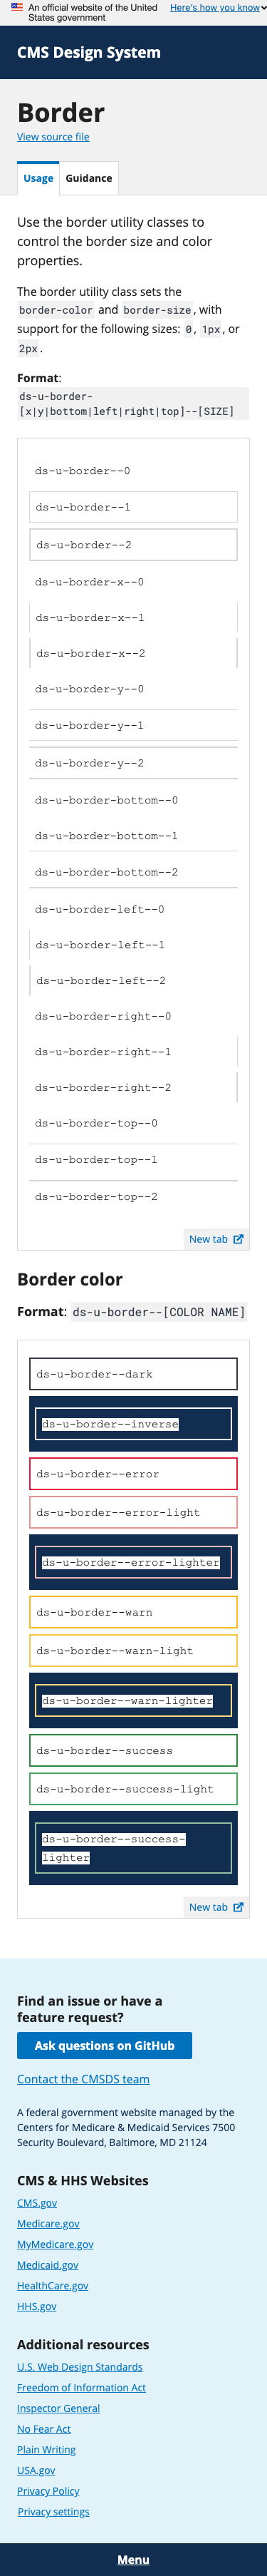 An official website of the United
States government
Here's how you know
CMS Design System
Border
View source file
Usage
Guidance
Use the border utility classes to
control the border size and color
properties.
The border utility class sets the
border-color and border-size, with
support for the following sizes: 0, 1px, or
2px.
Format:
ds-u-border-
[x|y|bottom|left|right|top]--[SIZE]
ds-u-border--0
ds-u-border--1
ds-u-border--2
ds-u-border-x--0
ds-u-border-x--1
ds-u-border-x--2
ds-u-border-y--0
ds-u-border-y--1
ds-u-border-y--2
ds-u-border-bottom--0
ds-u-border-bottom--1
ds-u-border-bottom--2
ds-u-border-left--0
ds-u-border-left--1
ds-u-border-left--2
ds-u-border-right--0
ds-u-border-right--1
ds-u-border-right--2
ds-u-border-top--0
ds-u-border-top--1
ds-u-border-top--2
New tab
Border color
Format: ds-u-border--[COLOR NAME]
ds-u-border--dark
ds-u-border--inverse
ds-u-border--error
ds-u-border--error-light
ds-u-border--error-lighter
ds-u-border--warn
ds-u-border--warn-light
ds-u-border--warn-lighter
ds-u-border--success
ds-u-border--success-light
ds-u-border--success-
lighter
New tab
Find an issue or have a
feature request?
Ask questions on GitHub
Contact the CMSDS team
A federal government website managed by the
Centers for Medicare & Medicaid Services 7500
Security Boulevard, Baltimore, MD 21124
CMS & HHS Websites
CMS.gov
Medicare.gov
MyMedicare.gov
Medicaid.gov
HealthCare.gov
HHS.gov
Additional resources
U.S. Web Design Standards
Freedom of Information Act
Inspector General
No Fear Act
Plain Writing
USA.gov
Privacy Policy
Privacy settings
Menu